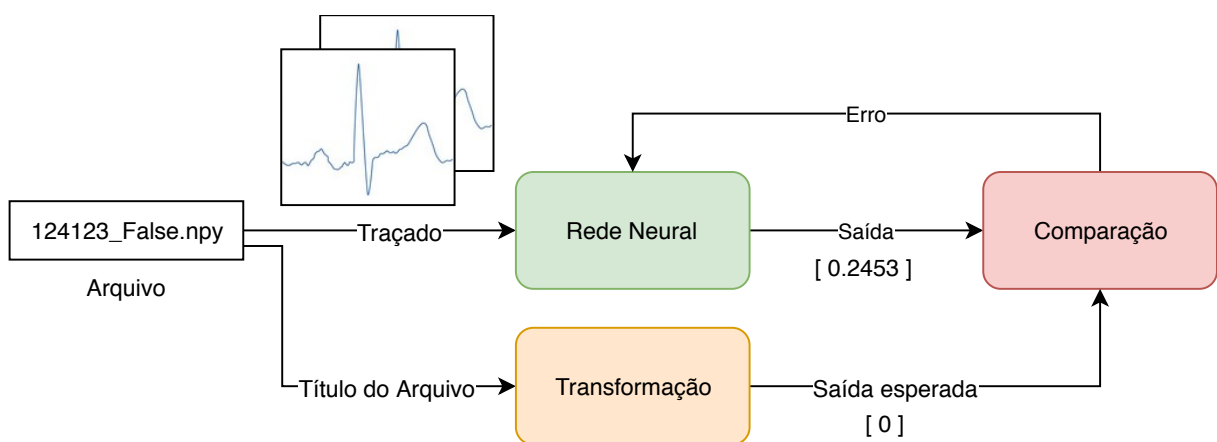 Erro
124123_False.npy
Traçado
Rede Neural
Saída
Comparação
[ 0.2453 ]
Arquivo
Título do Arquivo
Transformação
Saída esperada
[ 0 ]